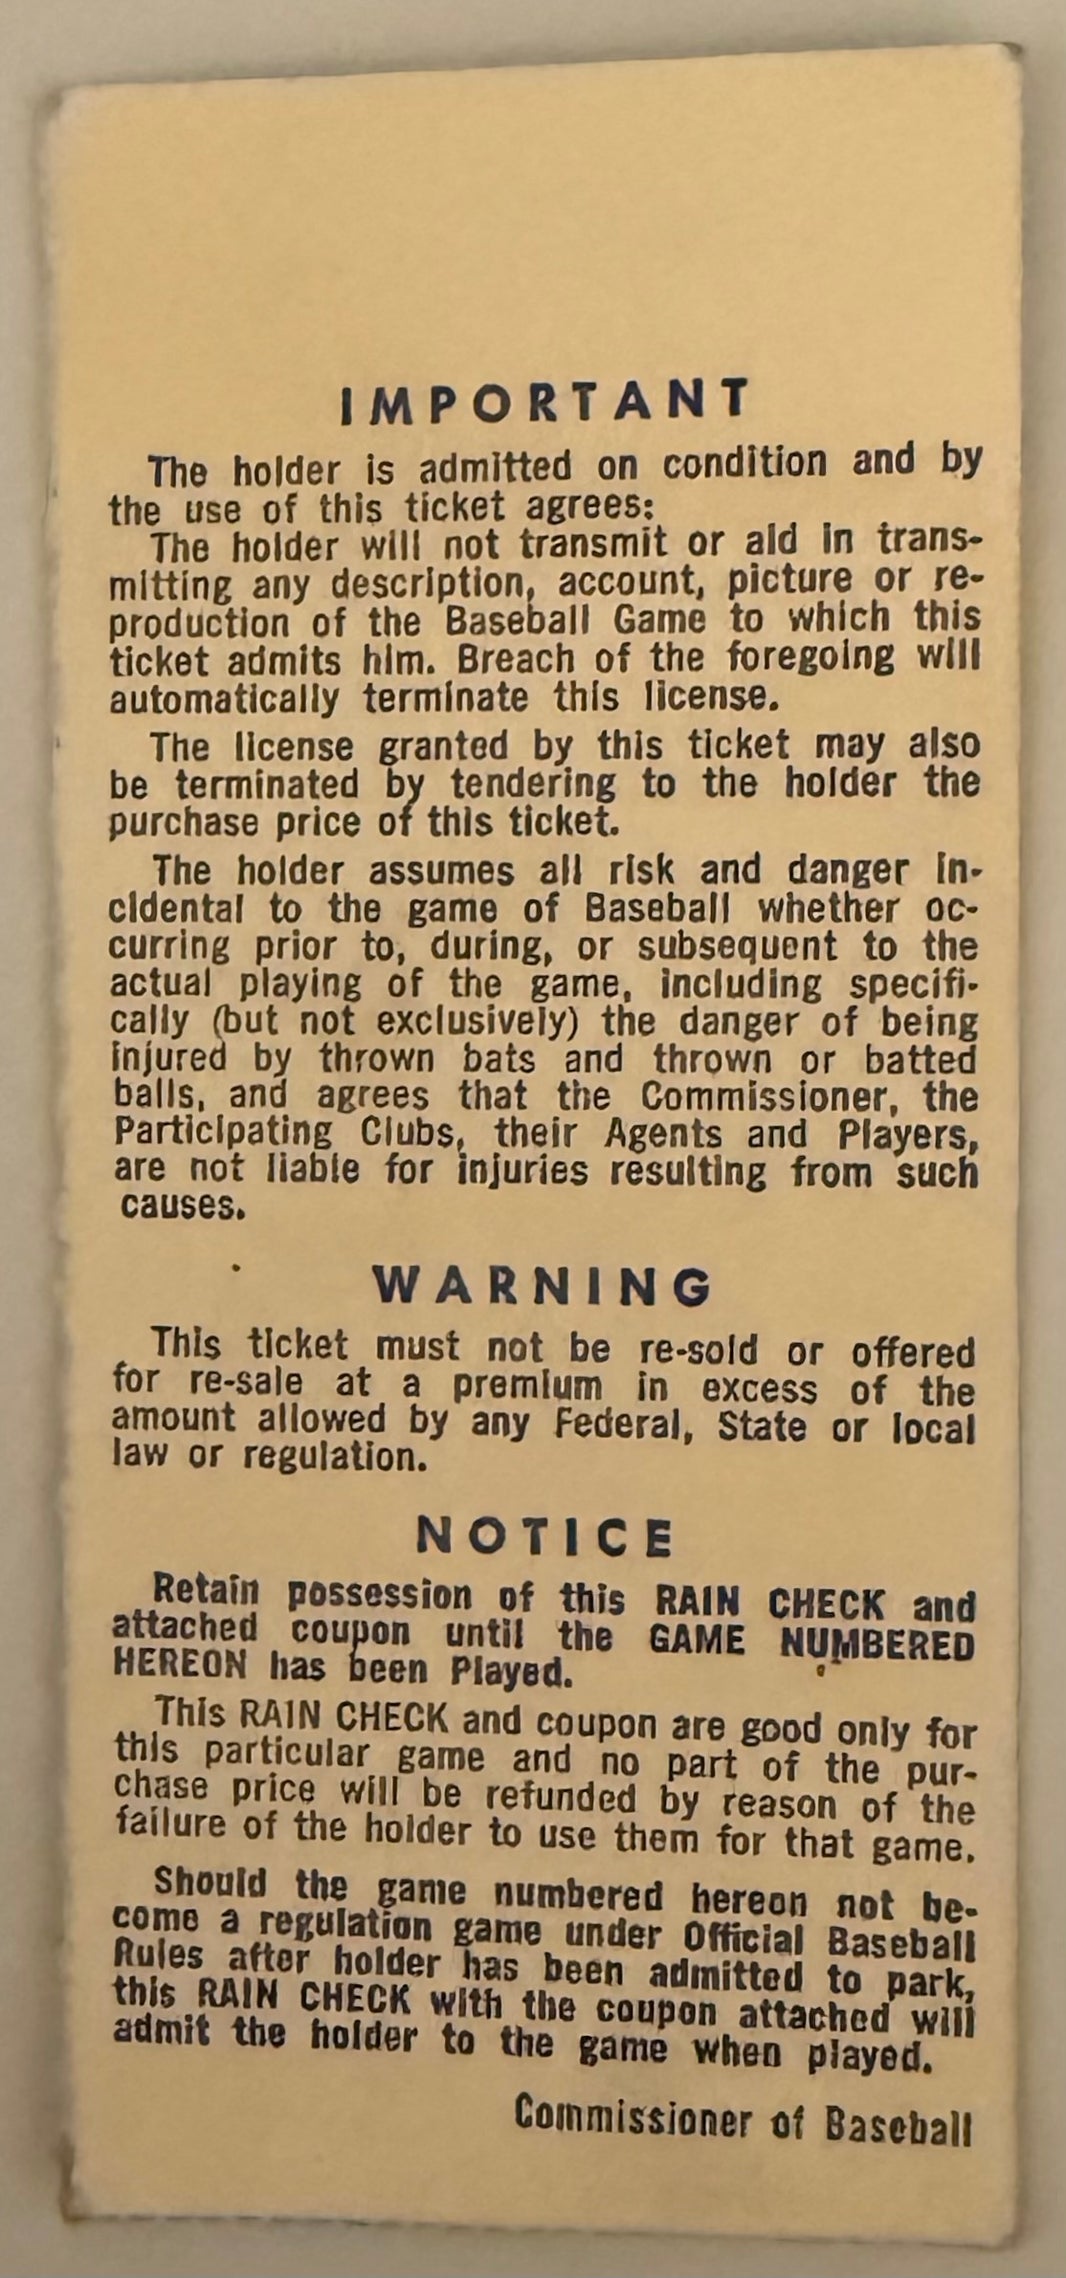 IMPORTANT
The holder is admitted on condition and by
the use of this ticket agrees:
The holder will not transmit or aid in trans-
mitting any description, account, picture or re-
production of the Baseball Game to which this
ticket admits him. Breach of the foregoing will
automatically terminate this license.
The license granted by this ticket may also
be terminated by tendering to the holder the
purchase price of this ticket.
The holder assumes all risk and danger in-
cidental to the game of Baseball whether oc-
curring prior to, during, or subsequent to the
actual playing of the game, including specifi-
cally (but not exclusively) the danger of being
injured by thrown bats and thrown or batted
balls, and agrees that the Commissioner, the
Participating Clubs, their Agents and Players,
are not liable for injuries resulting from such
causes.
WARNING
This ticket must not be re-sold or offered
for re-sale at a premium in excess of the
amount allowed by any Federal, State or local
law or regulation.
NOTICE
Retain possession of this RAIN CHECK and
attached coupon until the GAME NUMBERED
HEREON has been Played.
This RAIN CHECK and coupon are good only for
this particular game and no part of the pur-
chase price will be refunded by reason of the
failure of the holder to use them for that game.
Should the game numbered hereon not be-
come a regulation game under Official Baseball
Rules after holder has been admitted to park,
this RAIN CHECK with the coupon attached will
admit the holder to the game when played.
Commissioner of Baseball